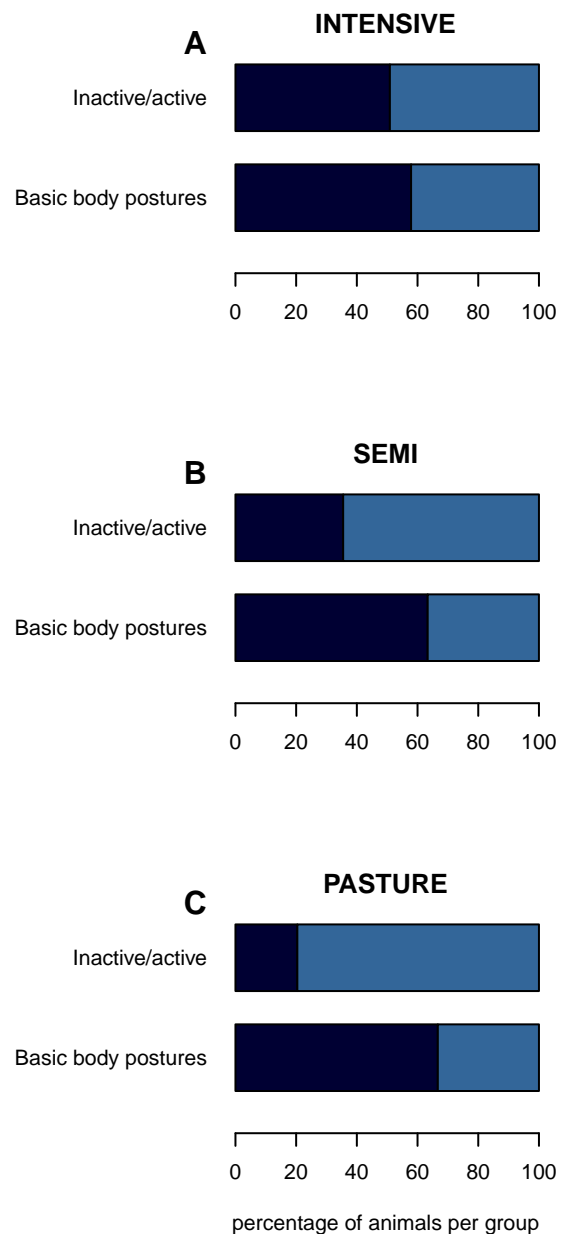 INTENSIVE
A
Inactive/active
Basic body postures
0 20 40 60 80 100
SEMI
B
Inactive/active
Basic body postures
0 20 40 60 80 100
PASTURE
C
Inactive/active
Basic body postures
0 20 40 60 80 100
percentage of animals per group